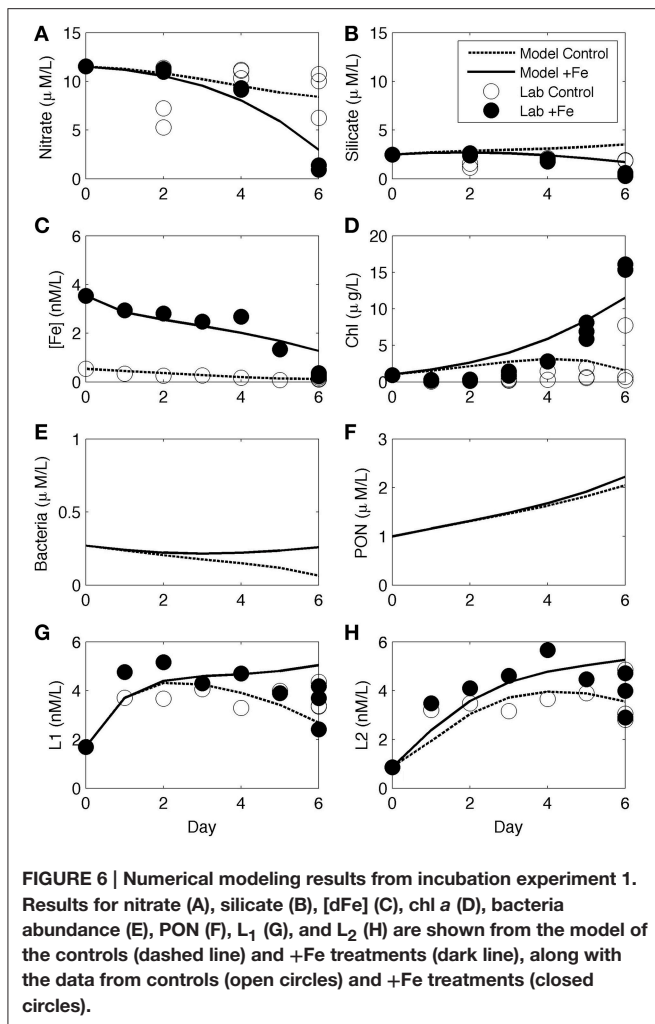 A
B
15
10
5
0
Nitrate (μ M/L)
0 2 4 6
15
10
5
0
Silicate (μ M/L)
0 2 4 6
Model Control
Model +Fe
Lab Control
Lab +Fe
C
D
6
4
2
0
[Fe] (nM/L)
0 2 4 6
20
15
10
5
0
Chl (μ g/L)
0 2 4 6
E
F
1
0.5
0
Bacteria (μ M/L)
0 2 4 6
3
2
1
0
PON (μ M/L)
0 2 4 6
G
H
6
4
2
0
L1 (nM/L)
0 2 4 6
Day
6
4
2
0
L2 (nM/L)
0 2 4 6
Day
FIGURE 6 | Numerical modeling results from incubation experiment 1.
Results for nitrate (A), silicate (B), [dFe] (C), chl a (D), bacteria
abundance (E), PON (F), L₁ (G), and L₂ (H) are shown from the model of
the controls (dashed line) and +Fe treatments (dark line), along with
the data from controls (open circles) and +Fe treatments (closed
circles).